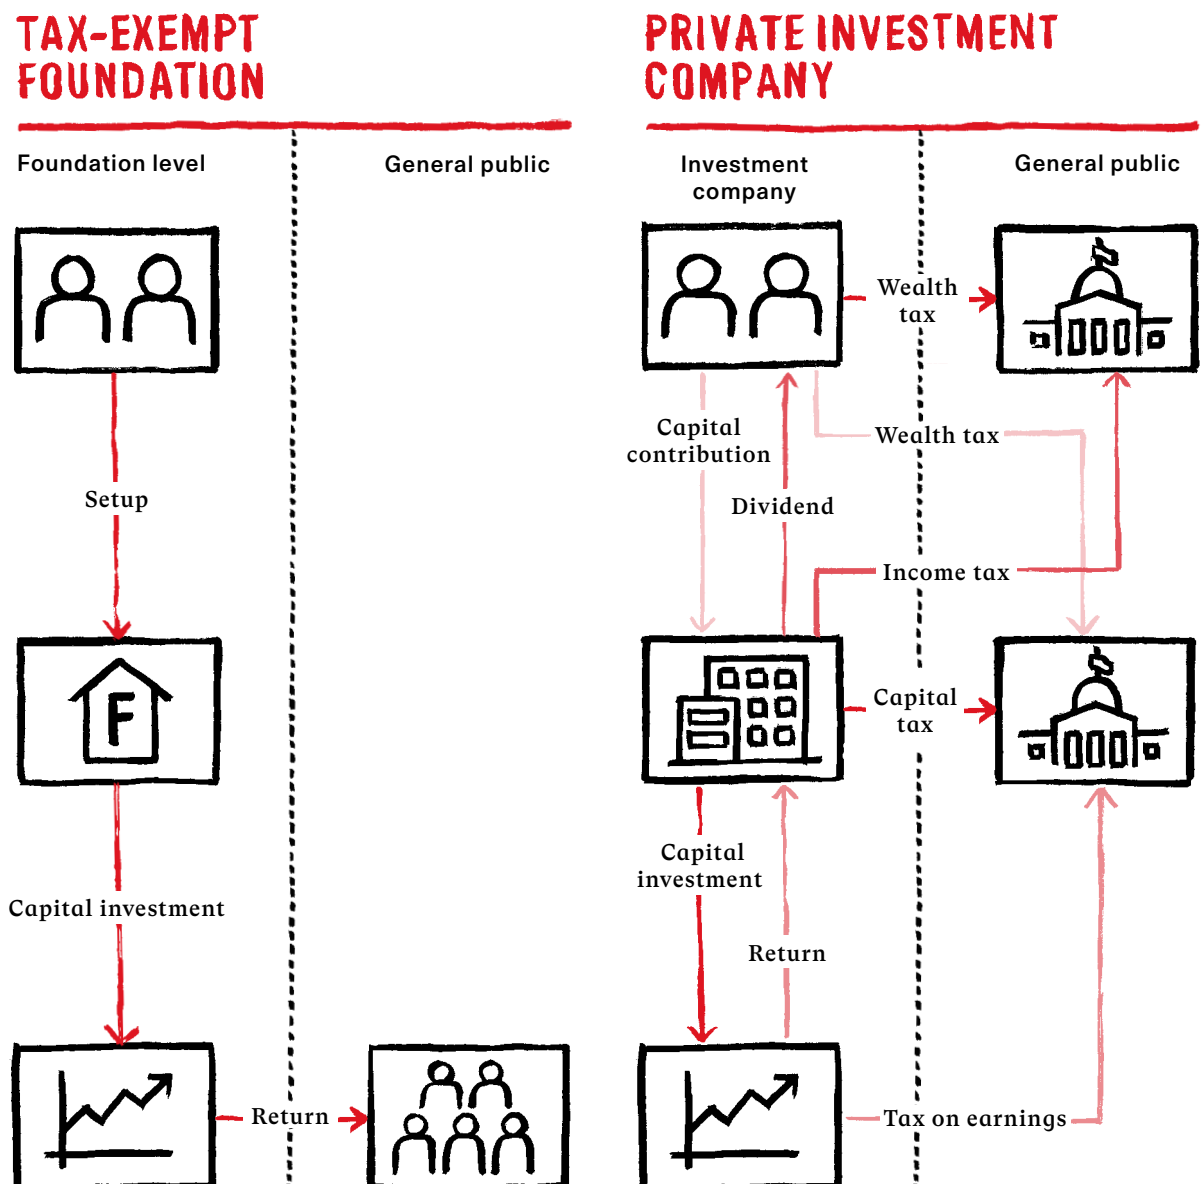 TAX-EXEMPT
FOUNDATION
Foundation level
General public
Setup
F
Capital investment
Return
PRIVATE INVESTMENT
COMPANY
Investment
company
General public
Wealth
tax
Capital
contribution
Wealth tax
Dividend
Income tax
Capital
tax
Capital
investment
Return
Tax on earnings